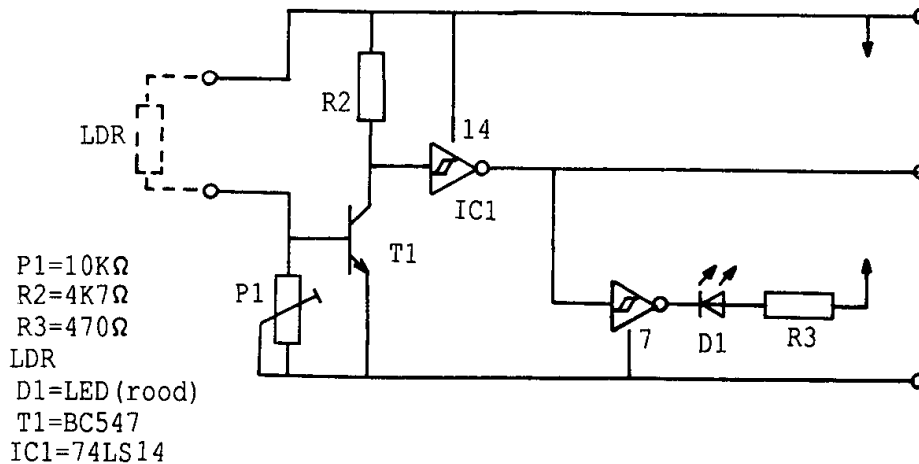 LDR
R2
14
IC1
T1
P1
7
D1
R3
P1=10KΩ
R2=4K7Ω
R3=470Ω
LDR
D1=LED(rood)
T1=BC547
IC1=74LS14